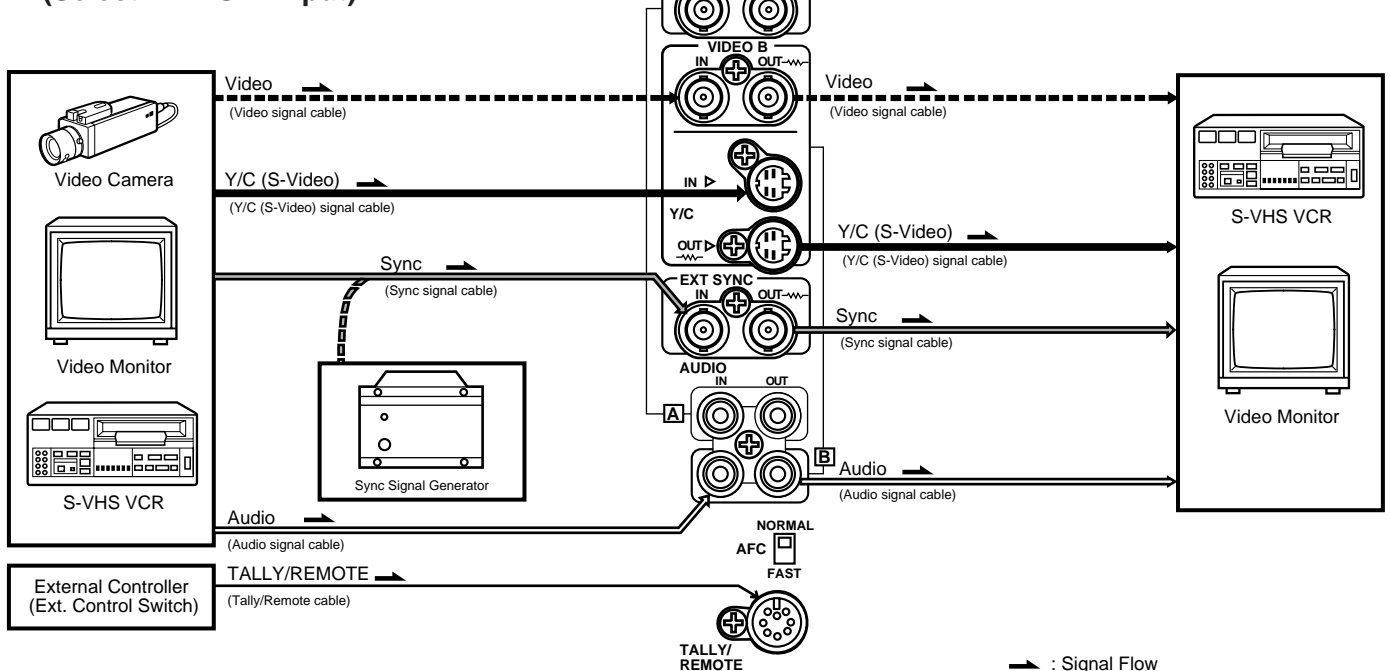 VIDEO B
IN OUT
Video
(Video signal cable)
Video
(Video signal cable)
Video Camera
Y/C (S-Video)
(Y/C (S-Video) signal cable)
IN
Y/C
OUT
Y/C (S-Video)
(Y/C (S-Video) signal cable)
S-VHS VCR
Sync
(Sync signal cable)
EXT SYNC
IN OUT
Sync
(Sync signal cable)
Video Monitor
AUDIO
IN OUT
A
B
Video Monitor
Sync Signal Generator
S-VHS VCR
Audio
(Audio signal cable)
Audio
(Audio signal cable)
NORMAL
AFC
FAST
External Controller
(Ext. Control Switch)
TALLY/REMOTE
(Tally/Remote cable)
TALLY/
REMOTE
: Signal Flow